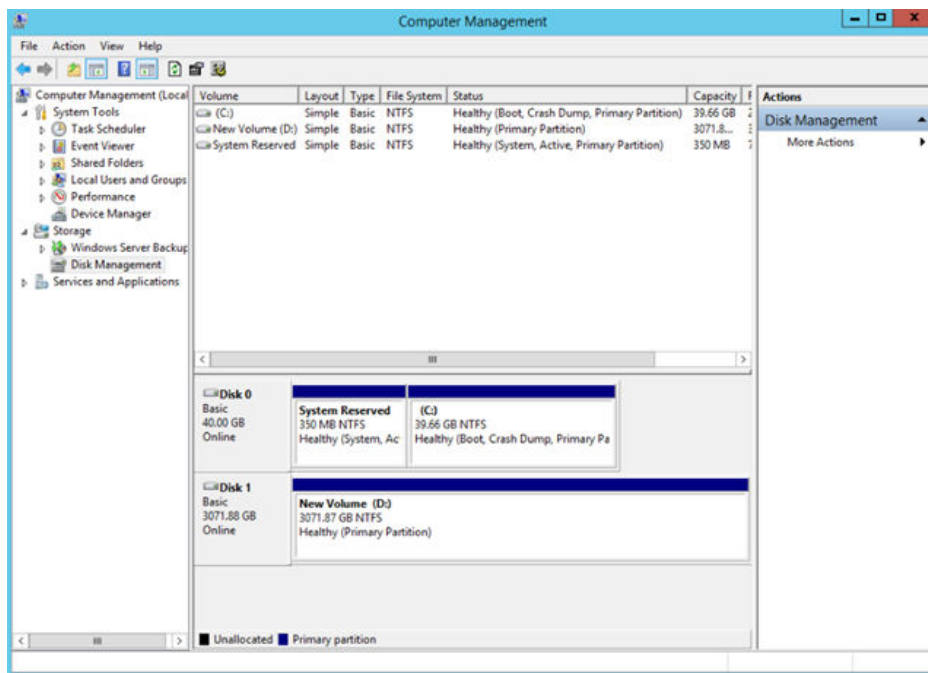 Computer Management
File Action View Help
Computer Management (Local
System Tools
Task Scheduler
Event Viewer
Shared Folders
Local Users and Groups
Performance
Device Manager
Storage
Windows Server Backup
Disk Management
Services and Applications
Volume Layout Type File System Status Capacity F
(C:) Simple Basic NTFS Healthy (Boot, Crash Dump, Primary Partition) 39.66 GB
New Volume (D:) Simple Basic NTFS Healthy (Primary Partition) 3071.8...
System Reserved Simple Basic NTFS Healthy (System, Active, Primary Partition) 350 MB
Disk 0
Basic
40.00 GB
Online
System Reserved
350 MB NTFS
Healthy (System, Ac
(C:)
39.66 GB NTFS
Healthy (Boot, Crash Dump, Primary Pa
Disk 1
Basic
3071.88 GB
Online
New Volume (D:)
3071.87 GB NTFS
Healthy (Primary Partition)
Unallocated Primary partition
Actions
Disk Management
More Actions